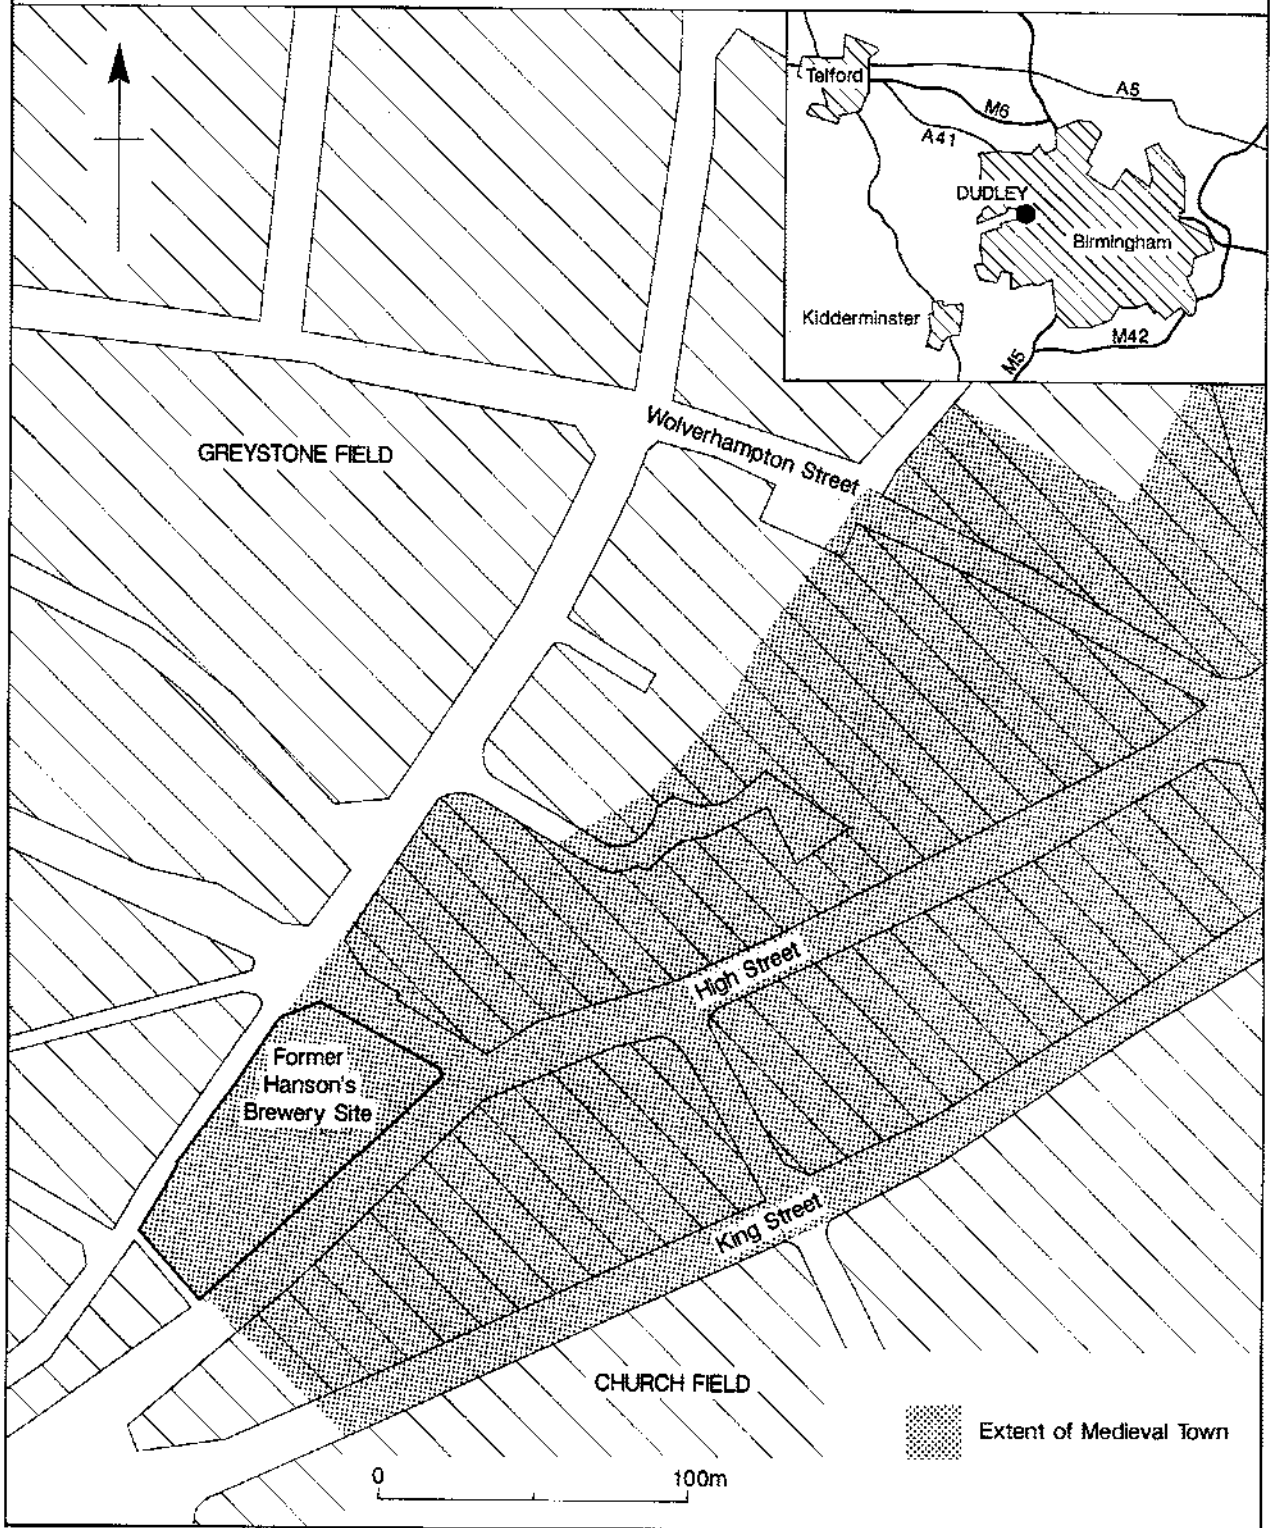 Telford
A5
M6
A41
DUDLEY
Birmingham
Kidderminster
M42
M5
Wolverhampton Street
GREYSTONE FIELD
High Street
Former
Hanson's
Brewery Site
King Street
CHURCH FIELD
Extent of Medieval Town
0
100m